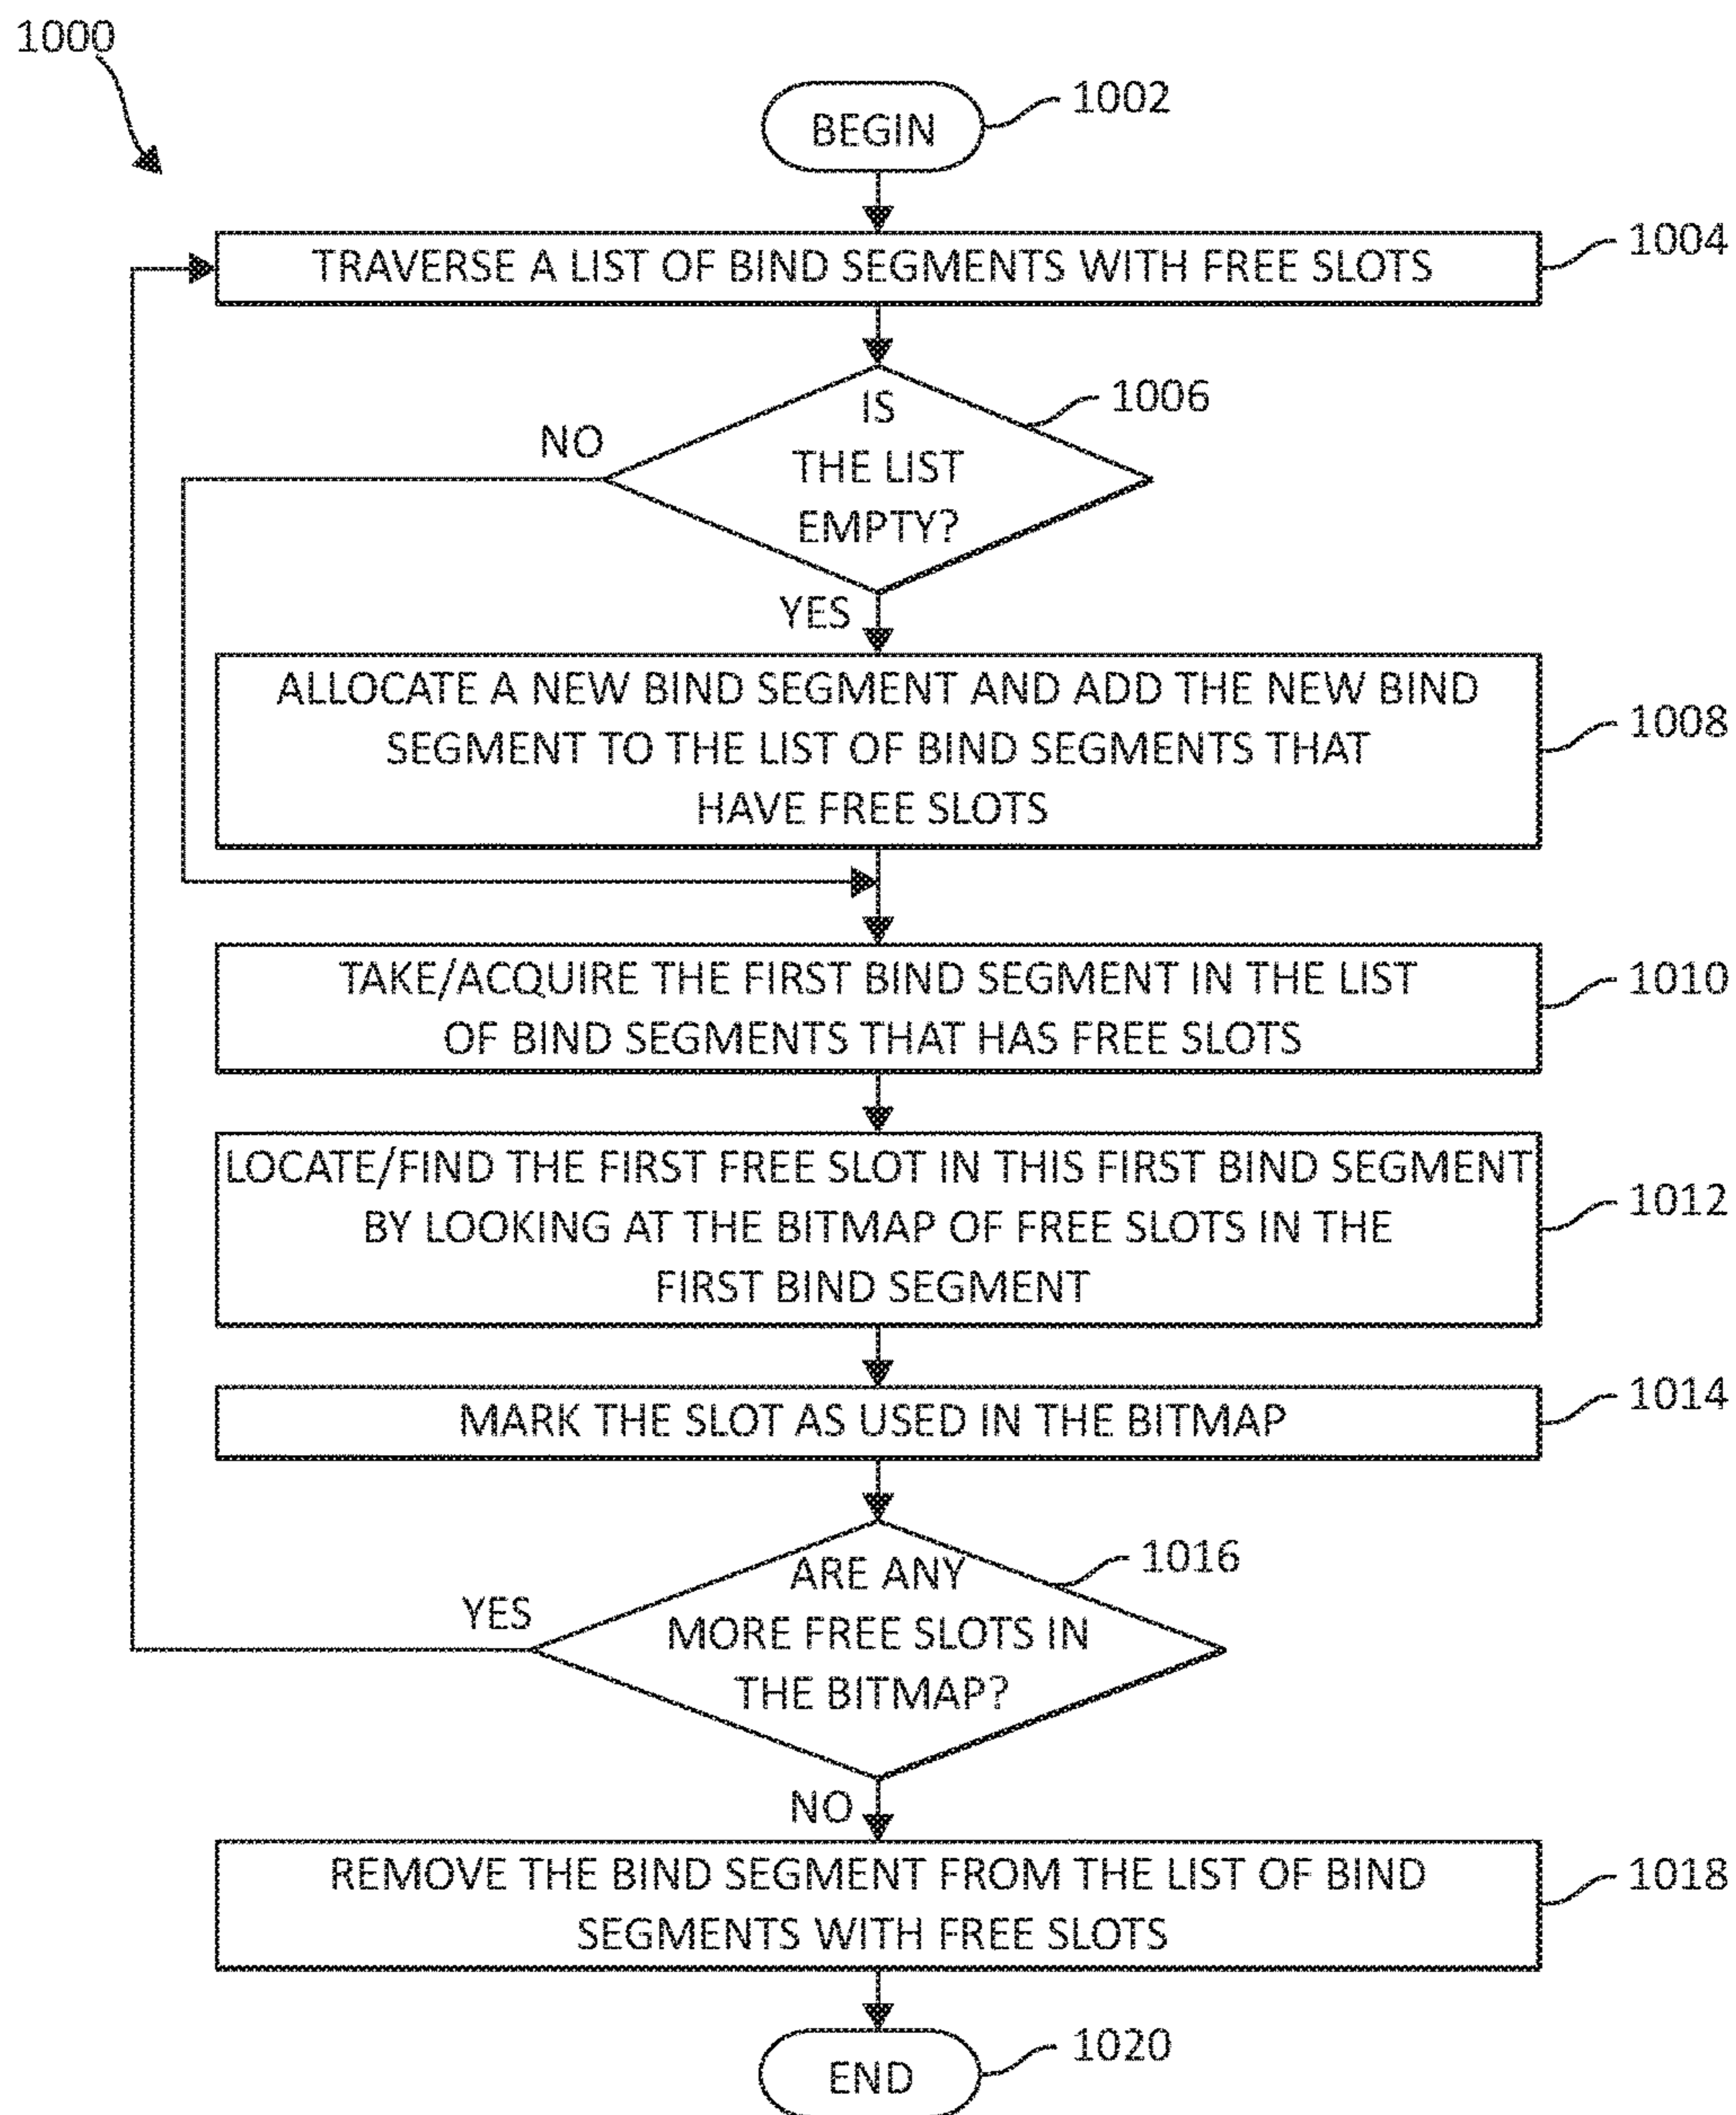 1000
BEGIN
1002
TRAVERSE A LIST OF BIND SEGMENTS WITH FREE SLOTS
1004
IS
THE LIST
EMPTY?
1006
NO
YES
ALLOCATE A NEW BIND SEGMENT AND ADD THE NEW BIND
SEGMENT TO THE LIST OF BIND SEGMENTS THAT
HAVE FREE SLOTS
1008
TAKE/ACQUIRE THE FIRST BIND SEGMENT IN THE LIST
OF BIND SEGMENTS THAT HAS FREE SLOTS
1010
LOCATE/FIND THE FIRST FREE SLOT IN THIS FIRST BIND SEGMENT
BY LOOKING AT THE BITMAP OF FREE SLOTS IN THE
FIRST BIND SEGMENT
1012
MARK THE SLOT AS USED IN THE BITMAP
1014
ARE ANY
MORE FREE SLOTS IN
THE BITMAP?
1016
YES
NO
REMOVE THE BIND SEGMENT FROM THE LIST OF BIND
SEGMENTS WITH FREE SLOTS
1018
END
1020